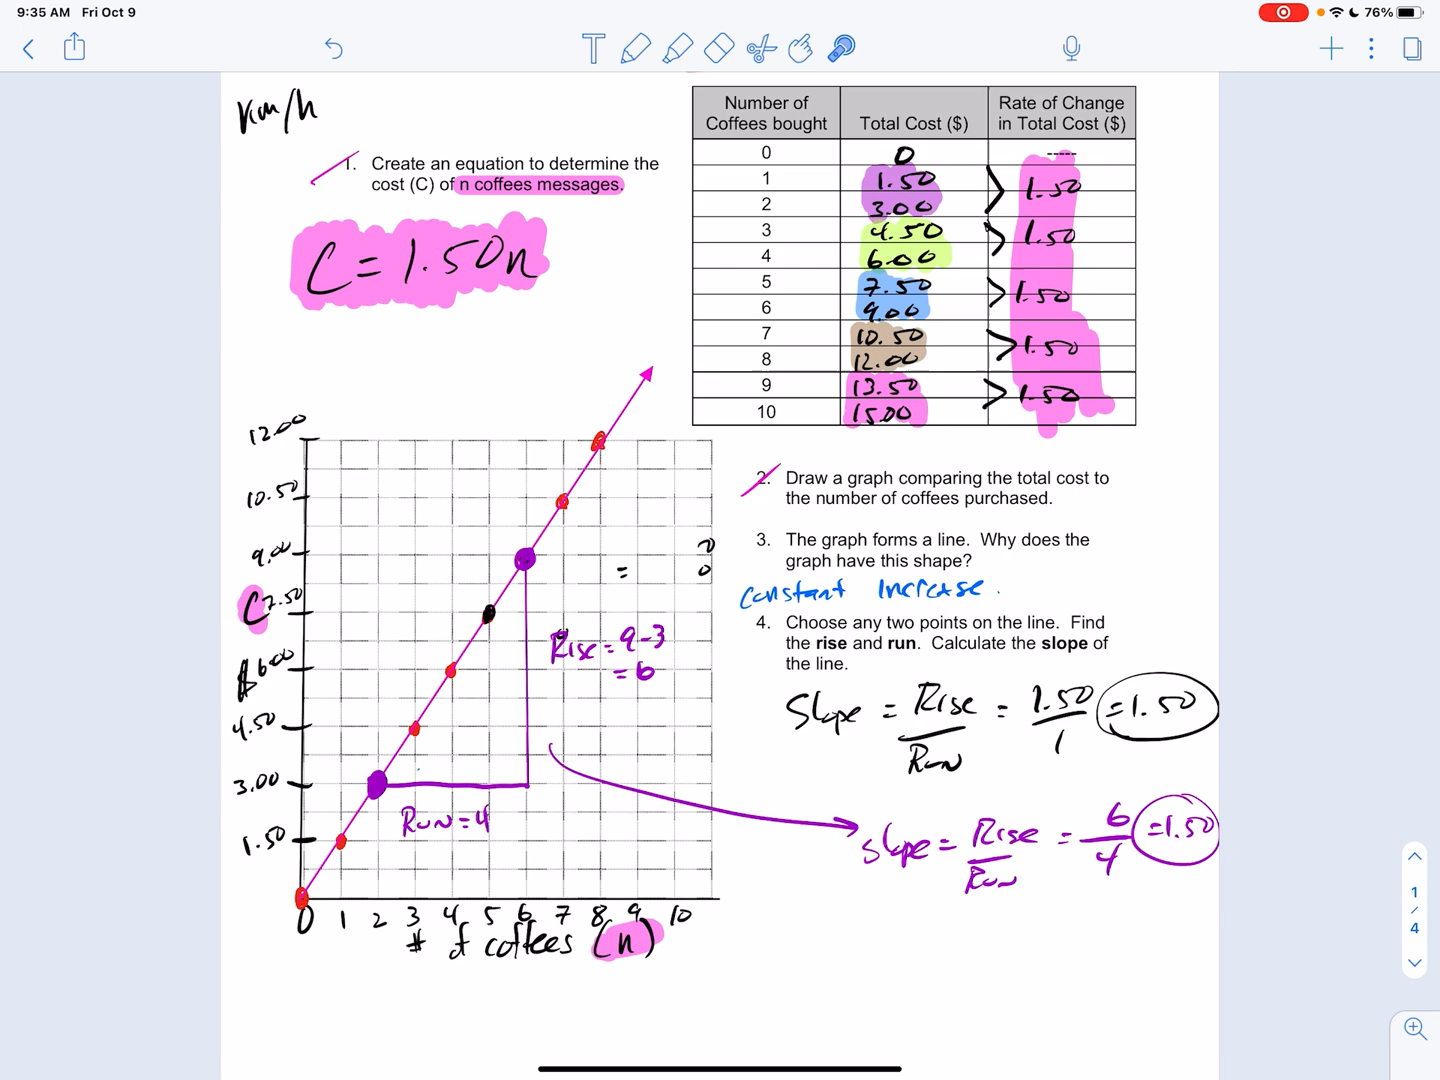 9:35 AM Fri Oct 9
76%
T
km/h
1. Create an equation to determine the
cost (C) of n coffees messages.
C = 1.50n
Number of Coffees bought Total Cost ($) Rate of Change in Total Cost ($)
0 0 -----
1 1.50
2 3.00
1.50
3 4.50
4 6.00
1.50
5 7.50
6 9.00
1.50
7 10.50
8 12.00
1.50
9 13.50
10 15.00
1.50
12.00
10.50
9.00
7.50
6.00
4.50
3.00
1.50
C
$
=
Rise = 9-3
= 6
Run = 4
0 1 2 3 4 5 6 7 8 9 10
# of coffees (n)
2. Draw a graph comparing the total cost to
the number of coffees purchased.
3. The graph forms a line. Why does the
graph have this shape?
constant increase.
4. Choose any two points on the line. Find
the rise and run. Calculate the slope of
the line.
Slope = Rise/Run = 1.50/1 = 1.50
Slope = Rise/Run = 6/4 = 1.50
1
/
4